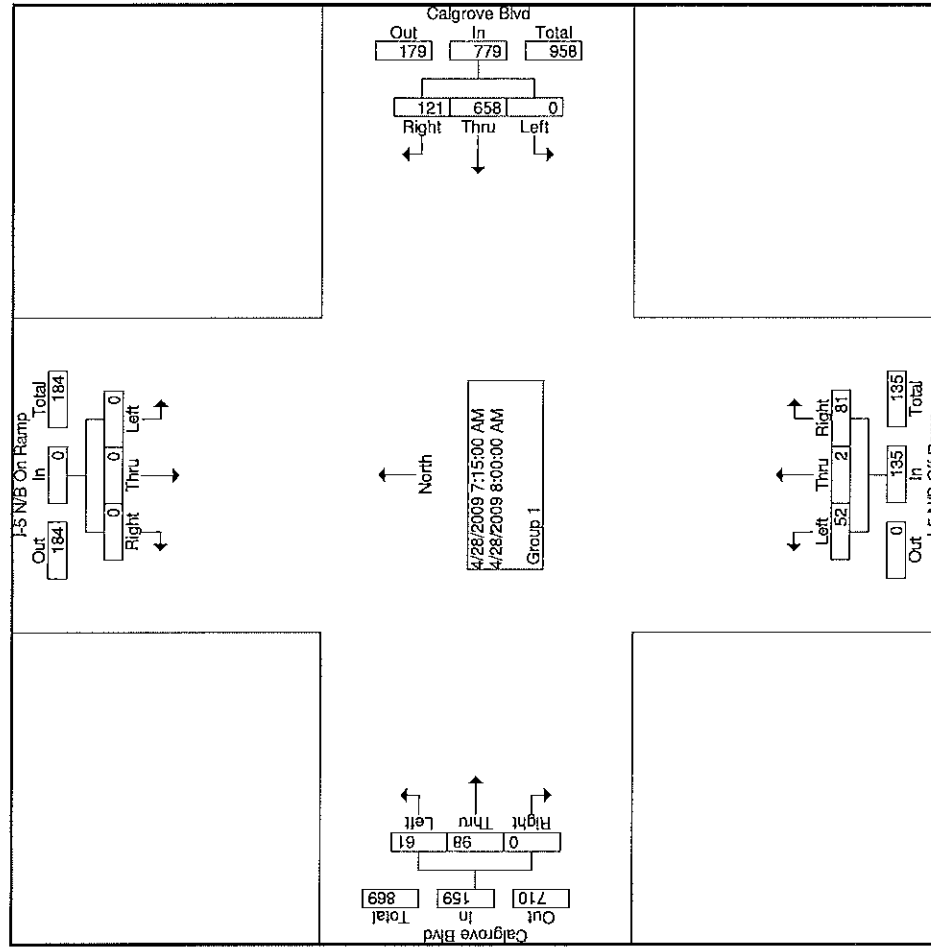 Calgrove Blvd
Out In Total
179 779 958
121 658 0
Right Thru Left
I-5 N/B On Ramp
Out In Total
184 0 184
0 0 0
Right Thru Left
North
4/28/2009 7:15:00 AM
4/28/2009 8:00:00 AM
Group 1
Left Thru Right
52 2 81
0 135 135
Out In Total
Left Thru Right
61 98 0
Total In Out
869 159 710
Calgrove Blvd